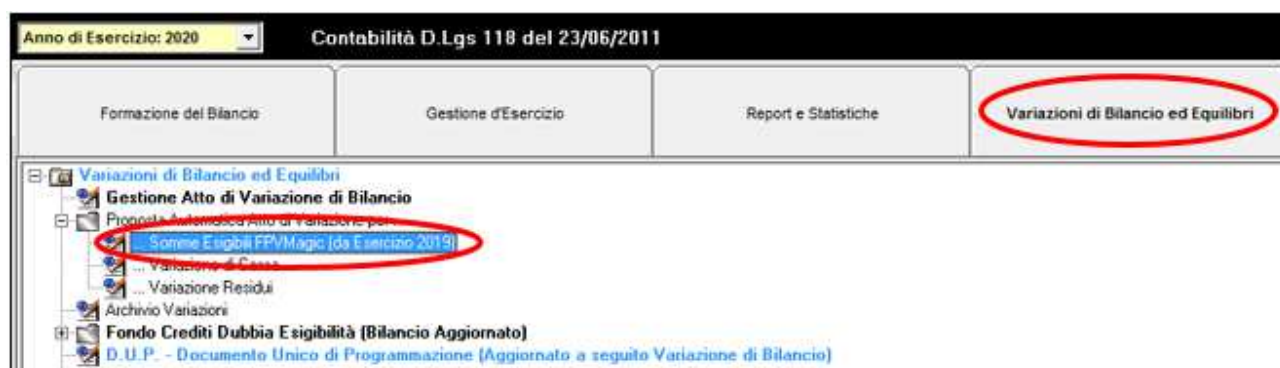 Anno di Esercizio: 2020 Contabilità D.Lgs 118 del 23/06/2011
Formazione del Bilancio Gestione d'Esercizio Report e Statistiche Variazioni di Bilancio ed Equilibri
Variazioni di Bilancio ed Equilibri
Gestione Atto di Variazione di Bilancio
Proposta Automatica Atto di Variazione per ...
... Somme Esigibili FPVMagic (da Esercizio 2019)
... Variazione di Cassa
... Variazione Residui
Archivio Variazioni
Fondo Crediti Dubbia Esigibilità (Bilancio Aggiornato)
D.U.P. - Documento Unico di Programmazione (Aggiornato a seguito Variazione di Bilancio)